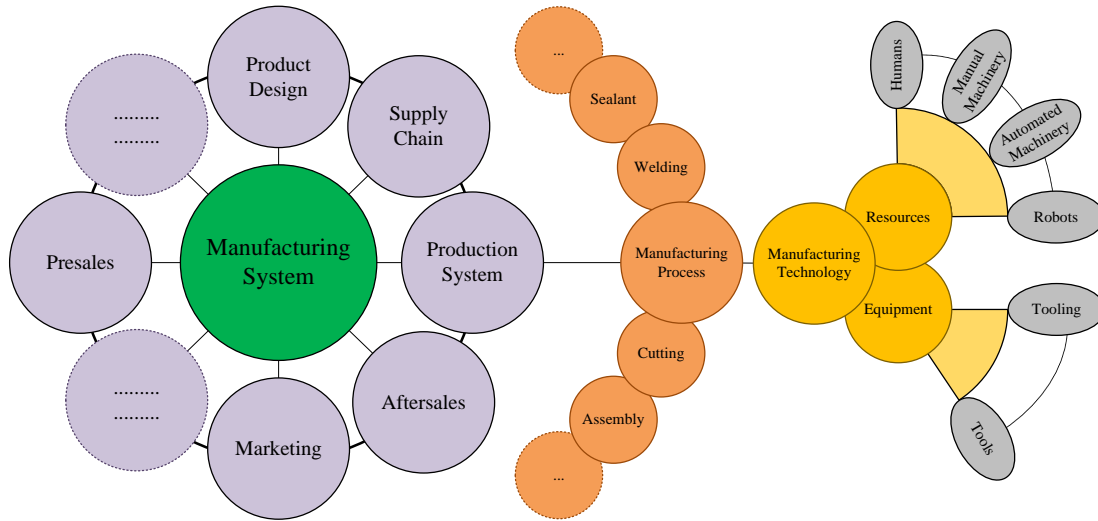 Product
Design
Supply
Chain
.........
.........
Presales
Manufacturing
System
Production
System
.........
.........
Marketing
Aftersales
...
Sealant
Welding
Manufacturing
Process
Cutting
Assembly
...
Manufacturing
Technology
Resources
Equipment
Humans
Manual
Machinery
Automated
Machinery
Robots
Tooling
Tools